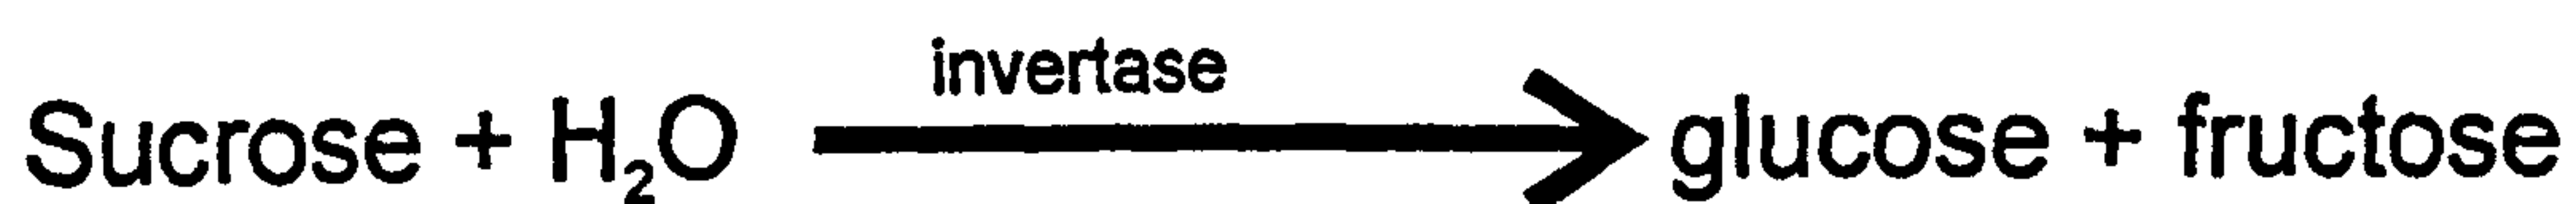 invertase
Sucrose + H₂O → glucose + fructose